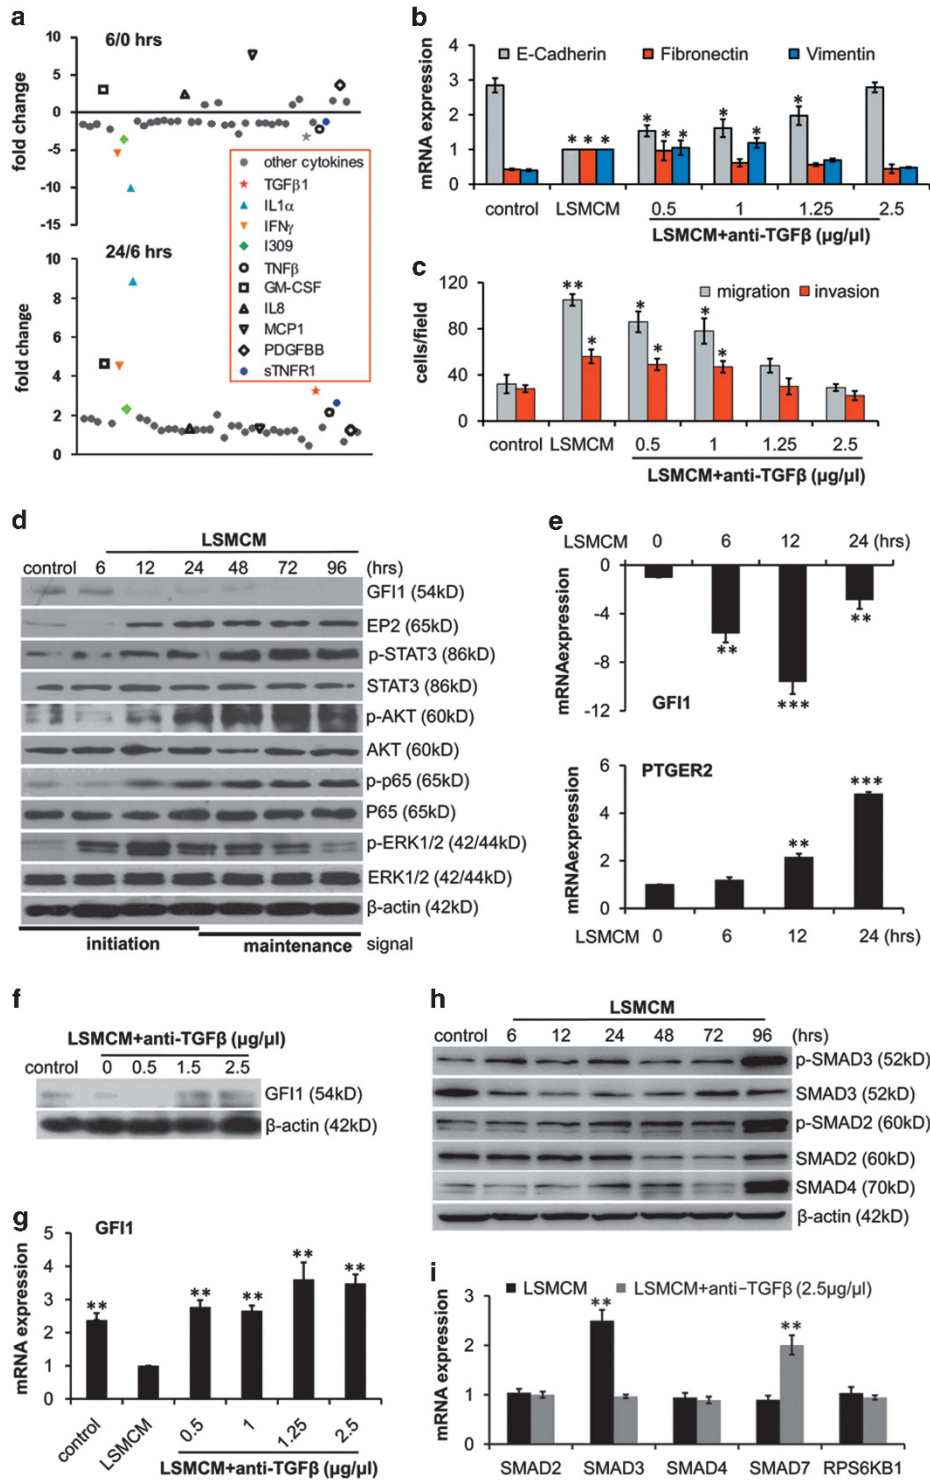 a
6/0 hrs
fold change
10
5
0
-5
-10
-15
other cytokines
TGFβ1
IL1α
IFNγ
I309
TNFβ
GM-CSF
IL8
MCP1
PDGFBB
sTNFR1
24/6 hrs
fold change
10
8
6
4
2
0
b
E-Cadherin Fibronectin Vimentin
mRNA expression
4
3
2
1
0
* * *
* * *
* *
*
control LSMCM 0.5 1 1.25 2.5
LSMCM+anti-TGFβ (µg/µl)
c
migration invasion
cells/field
120
80
40
0
** *
* *
* *
control LSMCM 0.5 1 1.25 2.5
LSMCM+anti-TGFβ (µg/µl)
d
LSMCM
control 6 12 24 48 72 96 (hrs)
GFI1 (54kD)
EP2 (65kD)
p-STAT3 (86kD)
STAT3 (86kD)
p-AKT (60kD)
AKT (60kD)
p-p65 (65kD)
P65 (65kD)
p-ERK1/2 (42/44kD)
ERK1/2 (42/44kD)
β-actin (42kD)
initiation maintenance signal
e
LSMCM 0 6 12 24 (hrs)
mRNAexpression
0
-4
-8
-12
** *** **
GFI1
PTGER2
mRNAexpression
6
4
2
0
** ***
LSMCM 0 6 12 24 (hrs)
f
LSMCM+anti-TGFβ (µg/µl)
control 0 0.5 1.5 2.5
GFI1 (54kD)
β-actin (42kD)
g
GFI1
mRNA expression
5
4
3
2
1
0
** ** ** ** **
control LSMCM 0.5 1 1.25 2.5
LSMCM+anti-TGFβ (µg/µl)
h
LSMCM
control 6 12 24 48 72 96 (hrs)
p-SMAD3 (52kD)
SMAD3 (52kD)
p-SMAD2 (60kD)
SMAD2 (60kD)
SMAD4 (70kD)
β-actin (42kD)
i
LSMCM LSMCM+anti-TGFβ (2.5µg/µl)
mRNA expression
3
2
1
0
** **
SMAD2 SMAD3 SMAD4 SMAD7 RPS6KB1